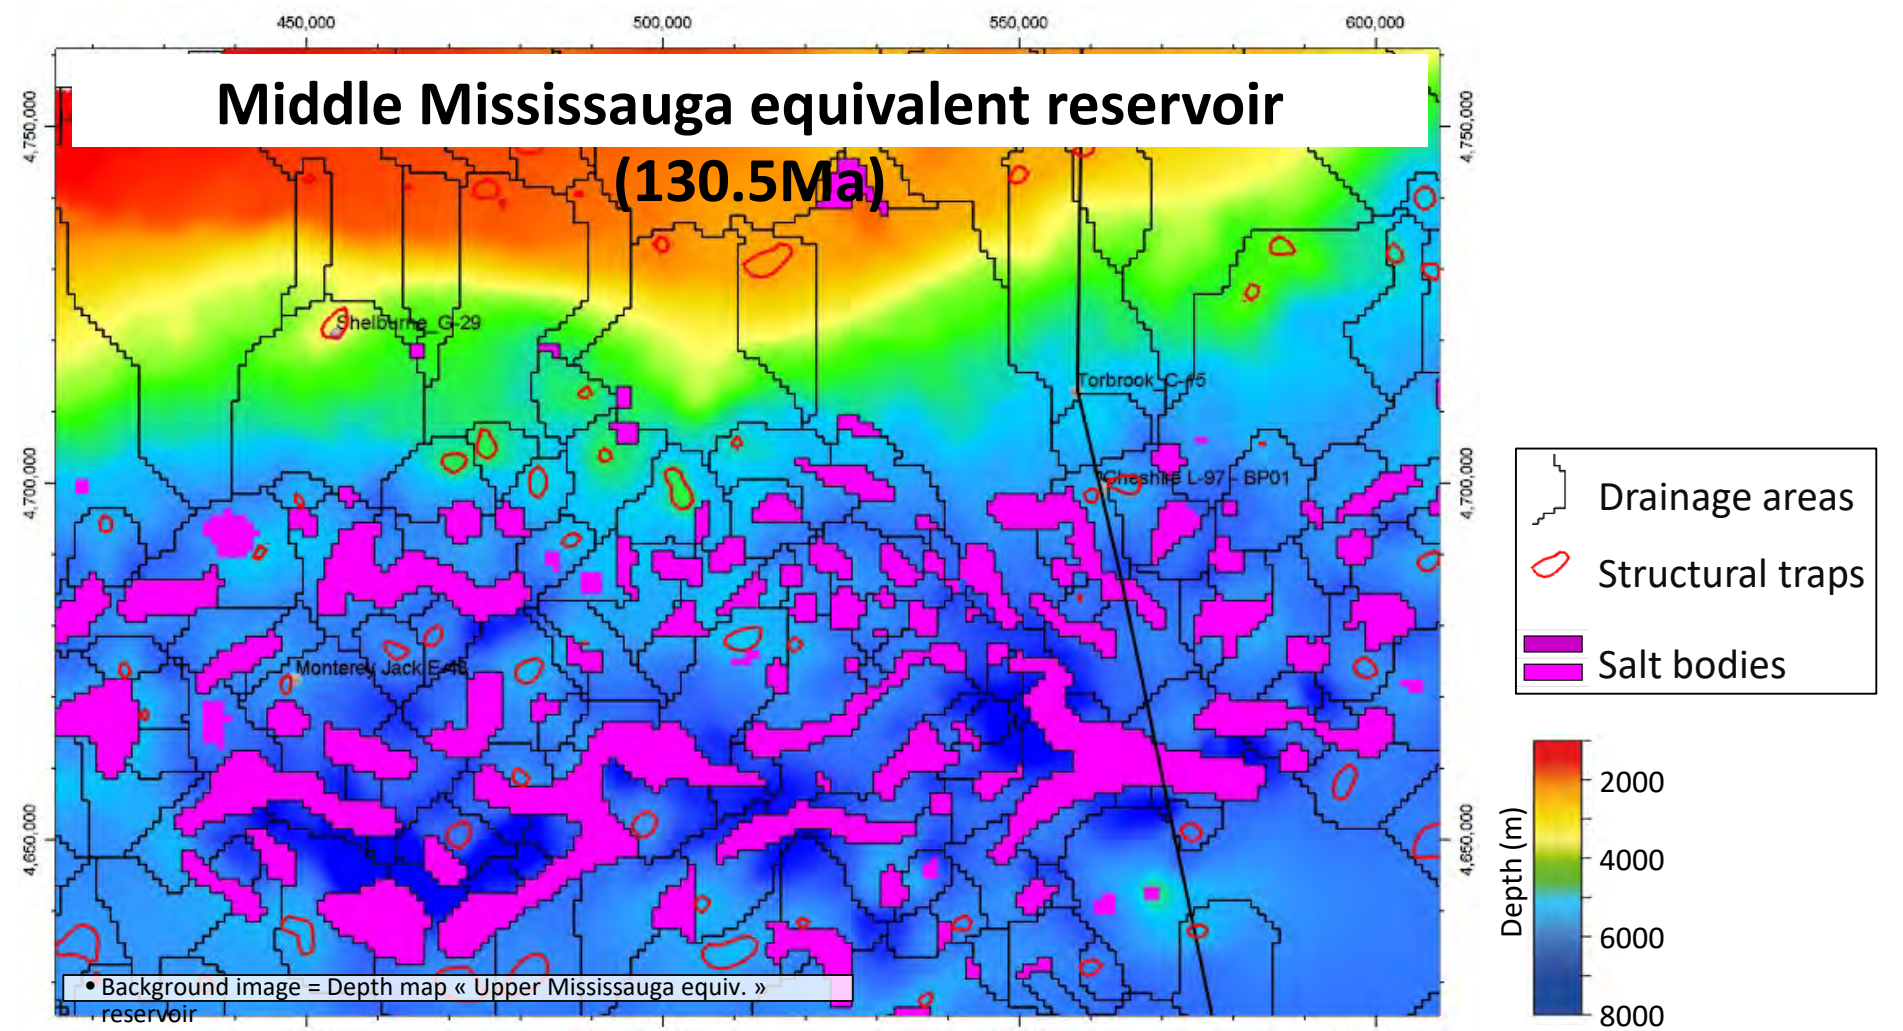 450,000 500,000 550,000 600,000
Middle Mississauga equivalent reservoir
(130.5Ma)
4,750,000 4,750,000
Shelburne_G-29
Torbrook_C-15
4,700,000 4,700,000
Cheshire L-97 - BP01
Drainage areas
Structural traps
Salt bodies
Monterey Jack E-43
4,650,000 4,650,000
Depth (m)
2000
4000
6000
8000
• Background image = Depth map « Upper Mississauga equiv. »
reservoir